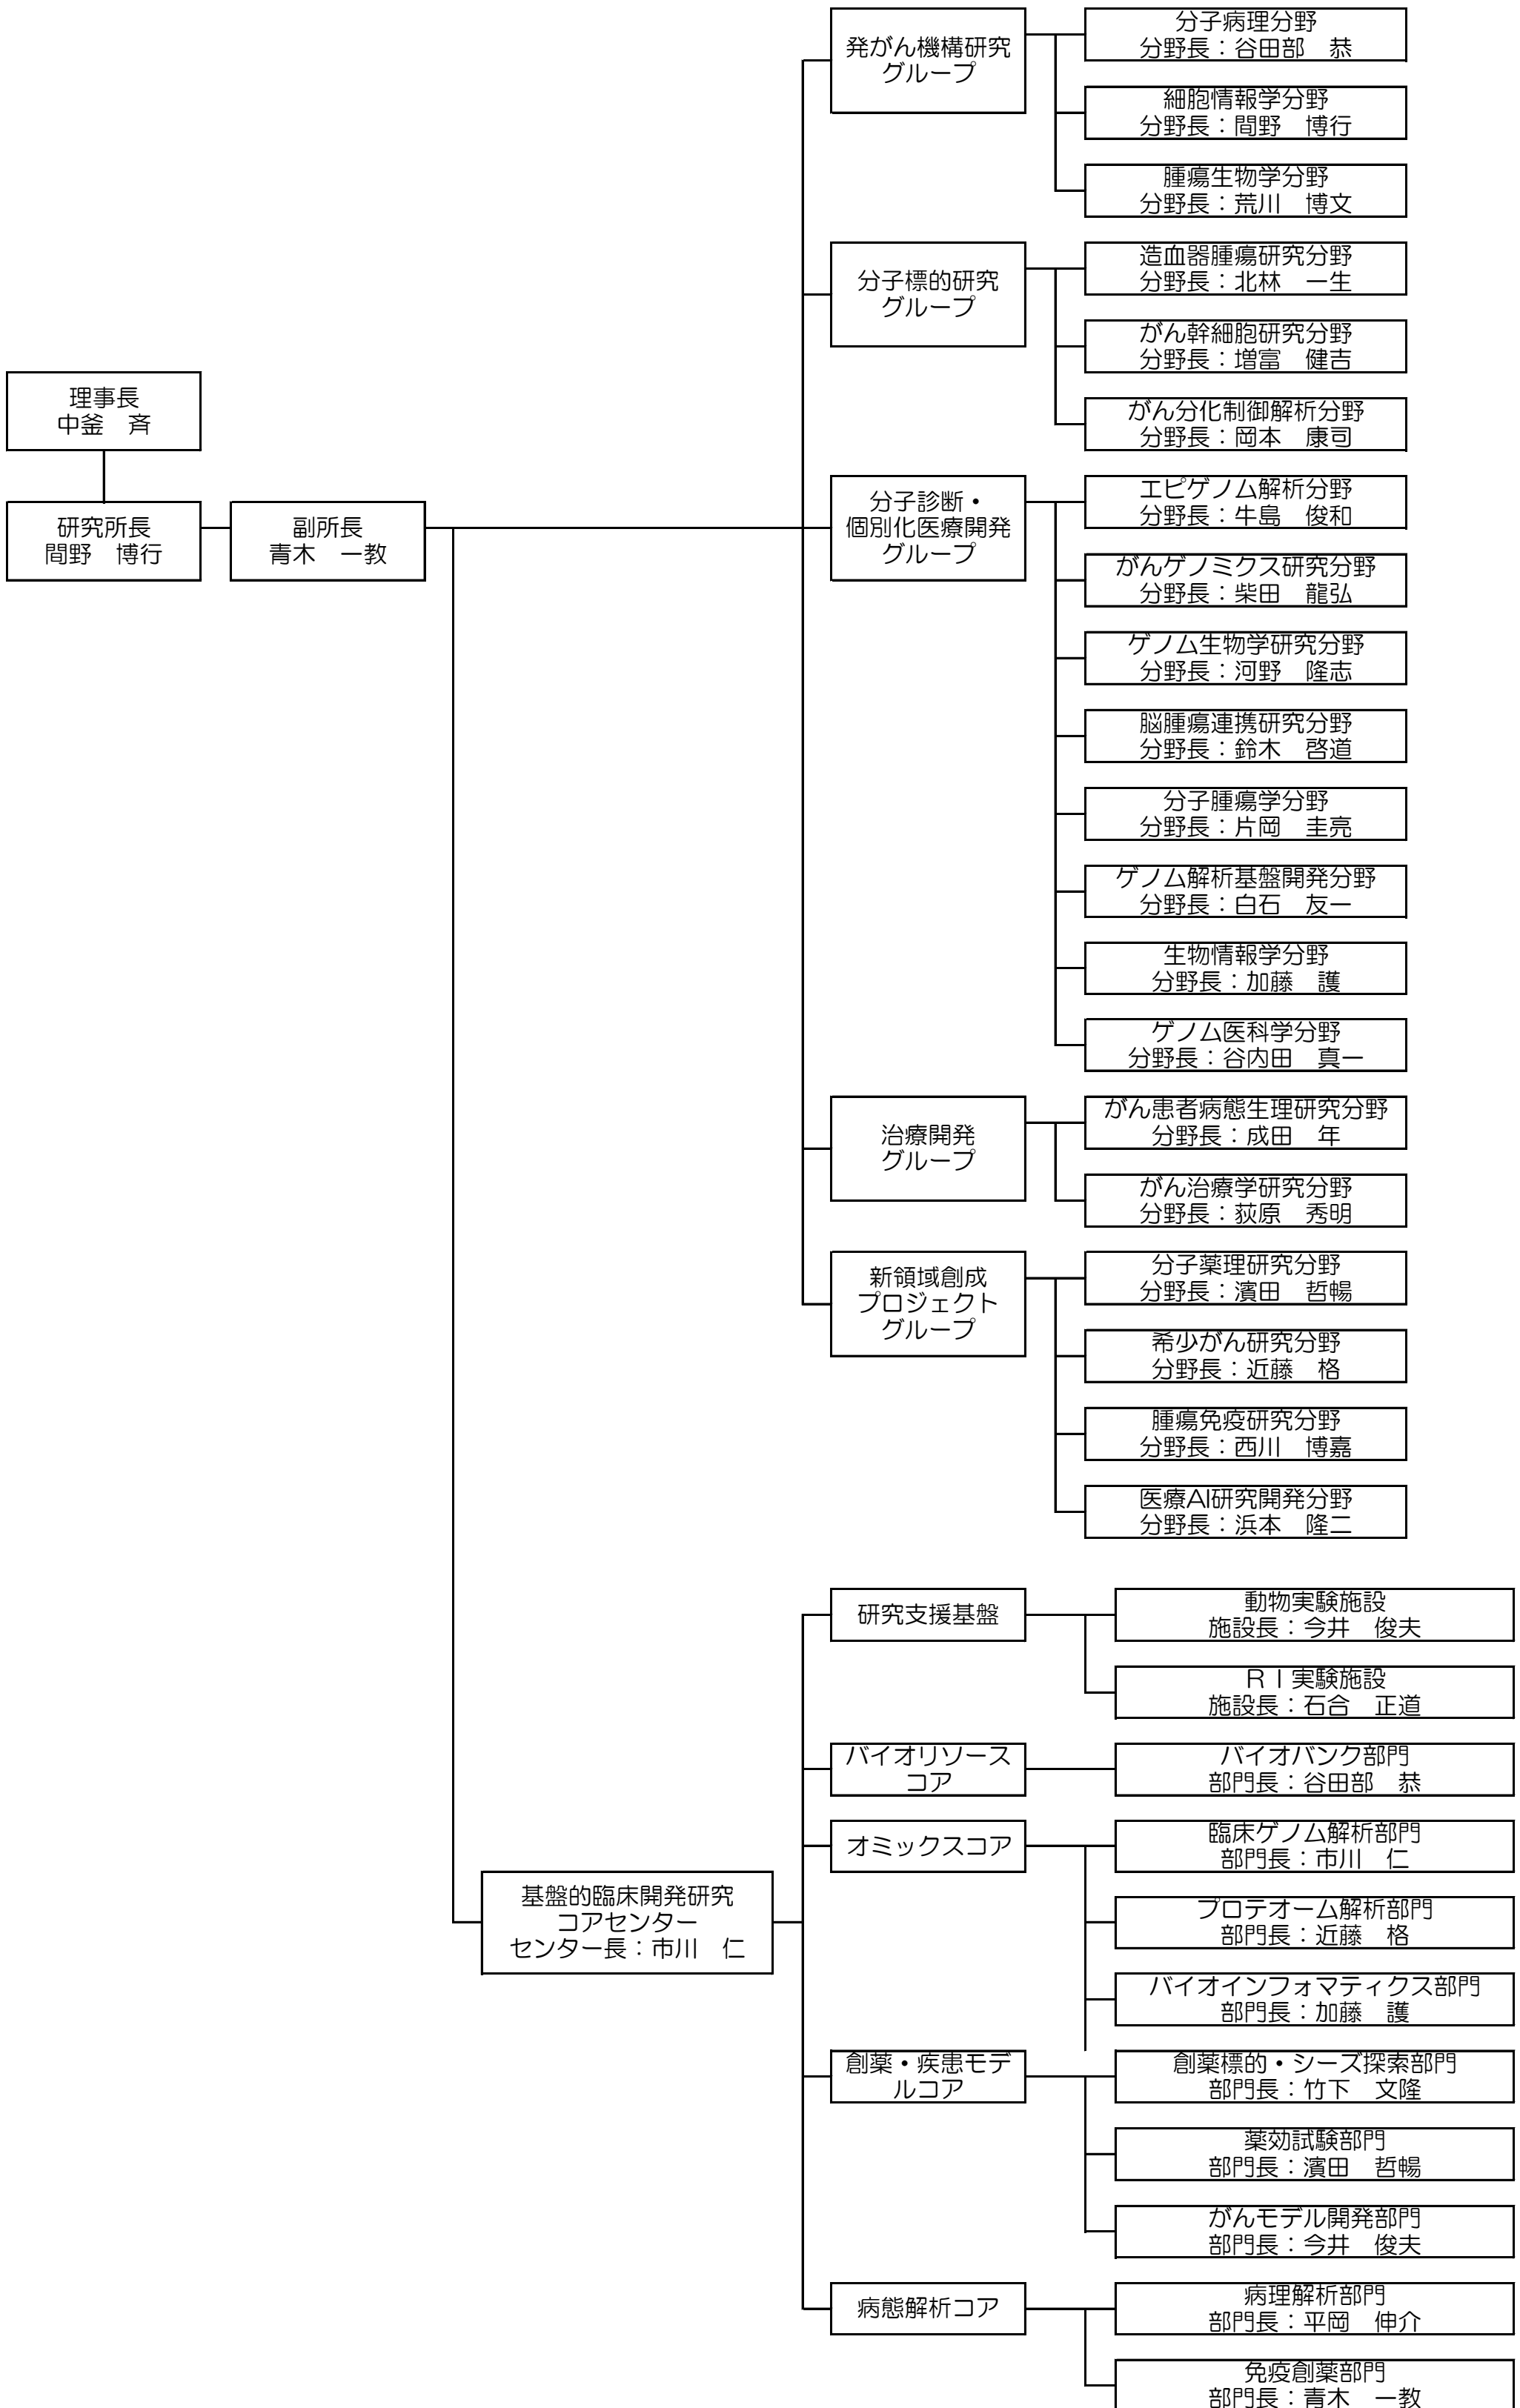 理事長
中釜　斉
研究所長
間野　博行
副所長
青木　一教
発がん機構研究
グループ
分子病理分野
分野長：谷田部　恭
細胞情報学分野
分野長：間野　博行
腫瘍生物学分野
分野長：荒川　博文
分子標的研究
グループ
造血器腫瘍研究分野
分野長：北林　一生
がん幹細胞研究分野
分野長：増富　健吉
がん分化制御解析分野
分野長：岡本　康司
分子診断・
個別化医療開発
グループ
エピゲノム解析分野
分野長：牛島　俊和
がんゲノミクス研究分野
分野長：柴田　龍弘
ゲノム生物学研究分野
分野長：河野　隆志
脳腫瘍連携研究分野
分野長：鈴木　啓道
分子腫瘍学分野
分野長：片岡　圭亮
ゲノム解析基盤開発分野
分野長：白石　友一
生物情報学分野
分野長：加藤　護
ゲノム医科学分野
分野長：谷内田　真一
治療開発
グループ
がん患者病態生理研究分野
分野長：成田　年
がん治療学研究分野
分野長：荻原　秀明
新領域創成
プロジェクト
グループ
分子薬理研究分野
分野長：濱田　哲暢
希少がん研究分野
分野長：近藤　格
腫瘍免疫研究分野
分野長：西川　博嘉
医療AI研究開発分野
分野長：浜本　隆二
基盤的臨床開発研究
コアセンター
センター長：市川　仁
研究支援基盤
動物実験施設
施設長：今井　俊夫
ＲＩ実験施設
施設長：石合　正道
バイオリソース
コア
バイオバンク部門
部門長：谷田部　恭
オミックスコア
臨床ゲノム解析部門
部門長：市川　仁
プロテオーム解析部門
部門長：近藤　格
バイオインフォマティクス部門
部門長：加藤　護
創薬・疾患モデ
ルコア
創薬標的・シーズ探索部門
部門長：竹下　文隆
薬効試験部門
部門長：濱田　哲暢
がんモデル開発部門
部門長：今井　俊夫
病態解析コア
病理解析部門
部門長：平岡　伸介
免疫創薬部門
部門長：青木　一教